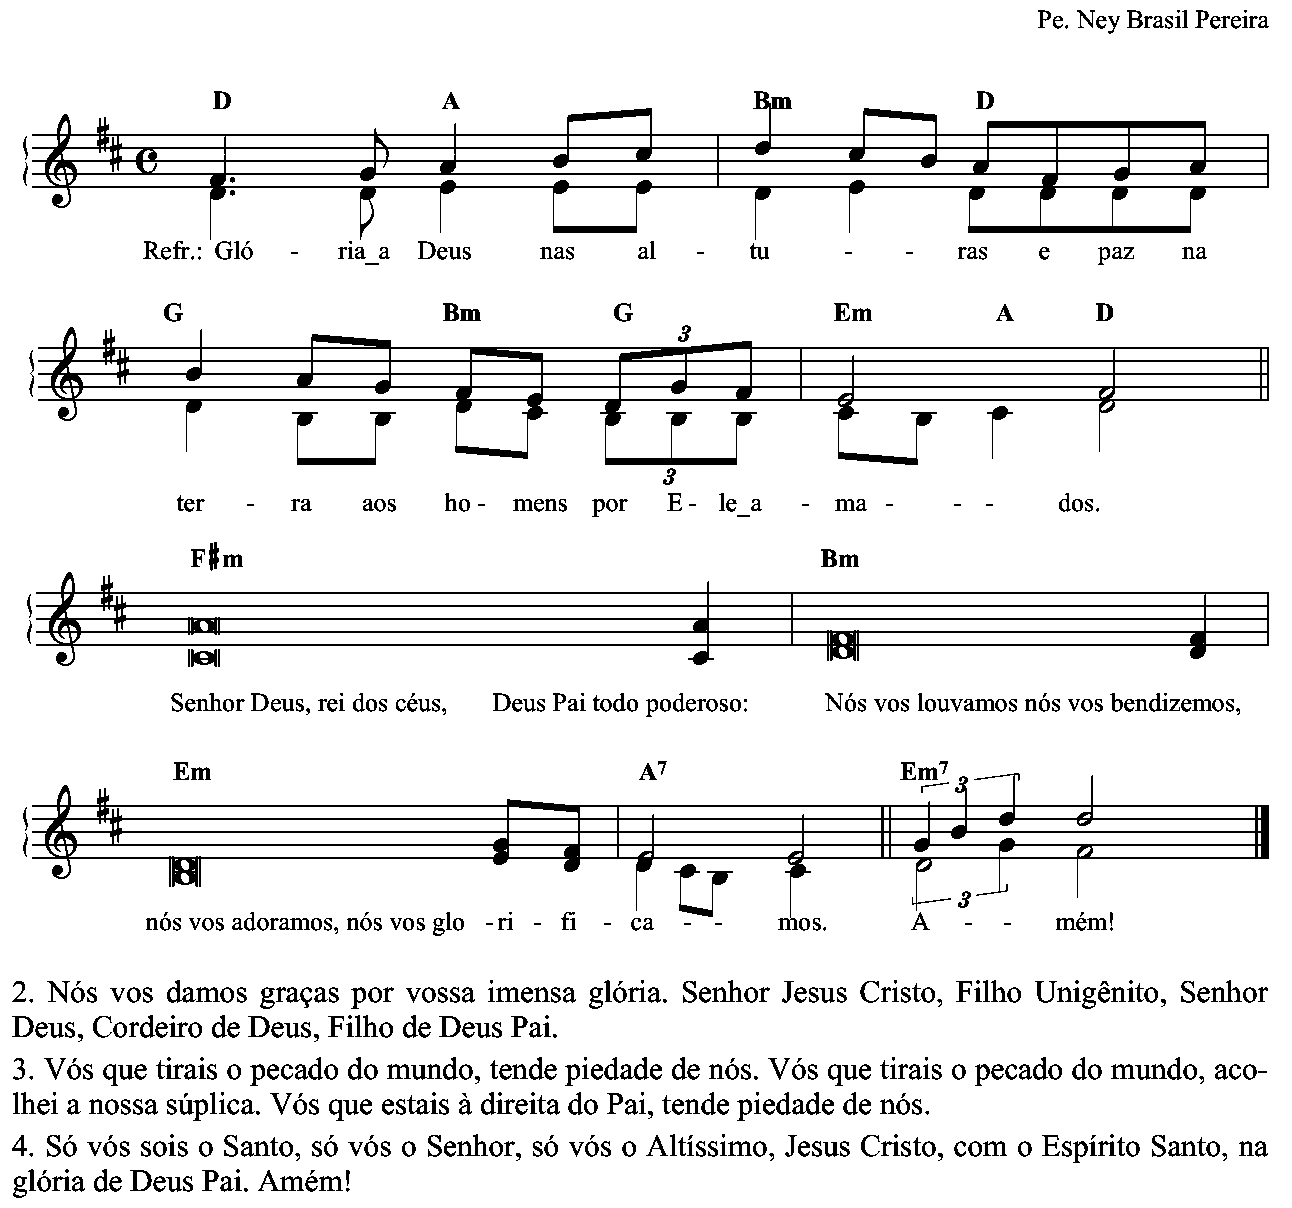 Pe. Ney Brasil Pereira
D A Bm D
Refr.: Gló - ria_a Deus nas al - tu - - ras e paz na
G Bm G Em A D
3
3
ter - ra aos ho - mens por E - le_a - ma - - - dos.
F♯m Bm
Senhor Deus, rei dos céus, Deus Pai todo poderoso: Nós vos louvamos nós vos bendizemos,
Em A7 Em7
3
3
nós vos adoramos, nós vos glo - ri - fi - ca - - mos. A - - mém!
2. Nós vos damos graças por vossa imensa glória. Senhor Jesus Cristo, Filho Unigênito, Senhor
Deus, Cordeiro de Deus, Filho de Deus Pai.
3. Vós que tirais o pecado do mundo, tende piedade de nós. Vós que tirais o pecado do mundo, aco-
lhei a nossa súplica. Vós que estais à direita do Pai, tende piedade de nós.
4. Só vós sois o Santo, só vós o Senhor, só vós o Altíssimo, Jesus Cristo, com o Espírito Santo, na
glória de Deus Pai. Amém!